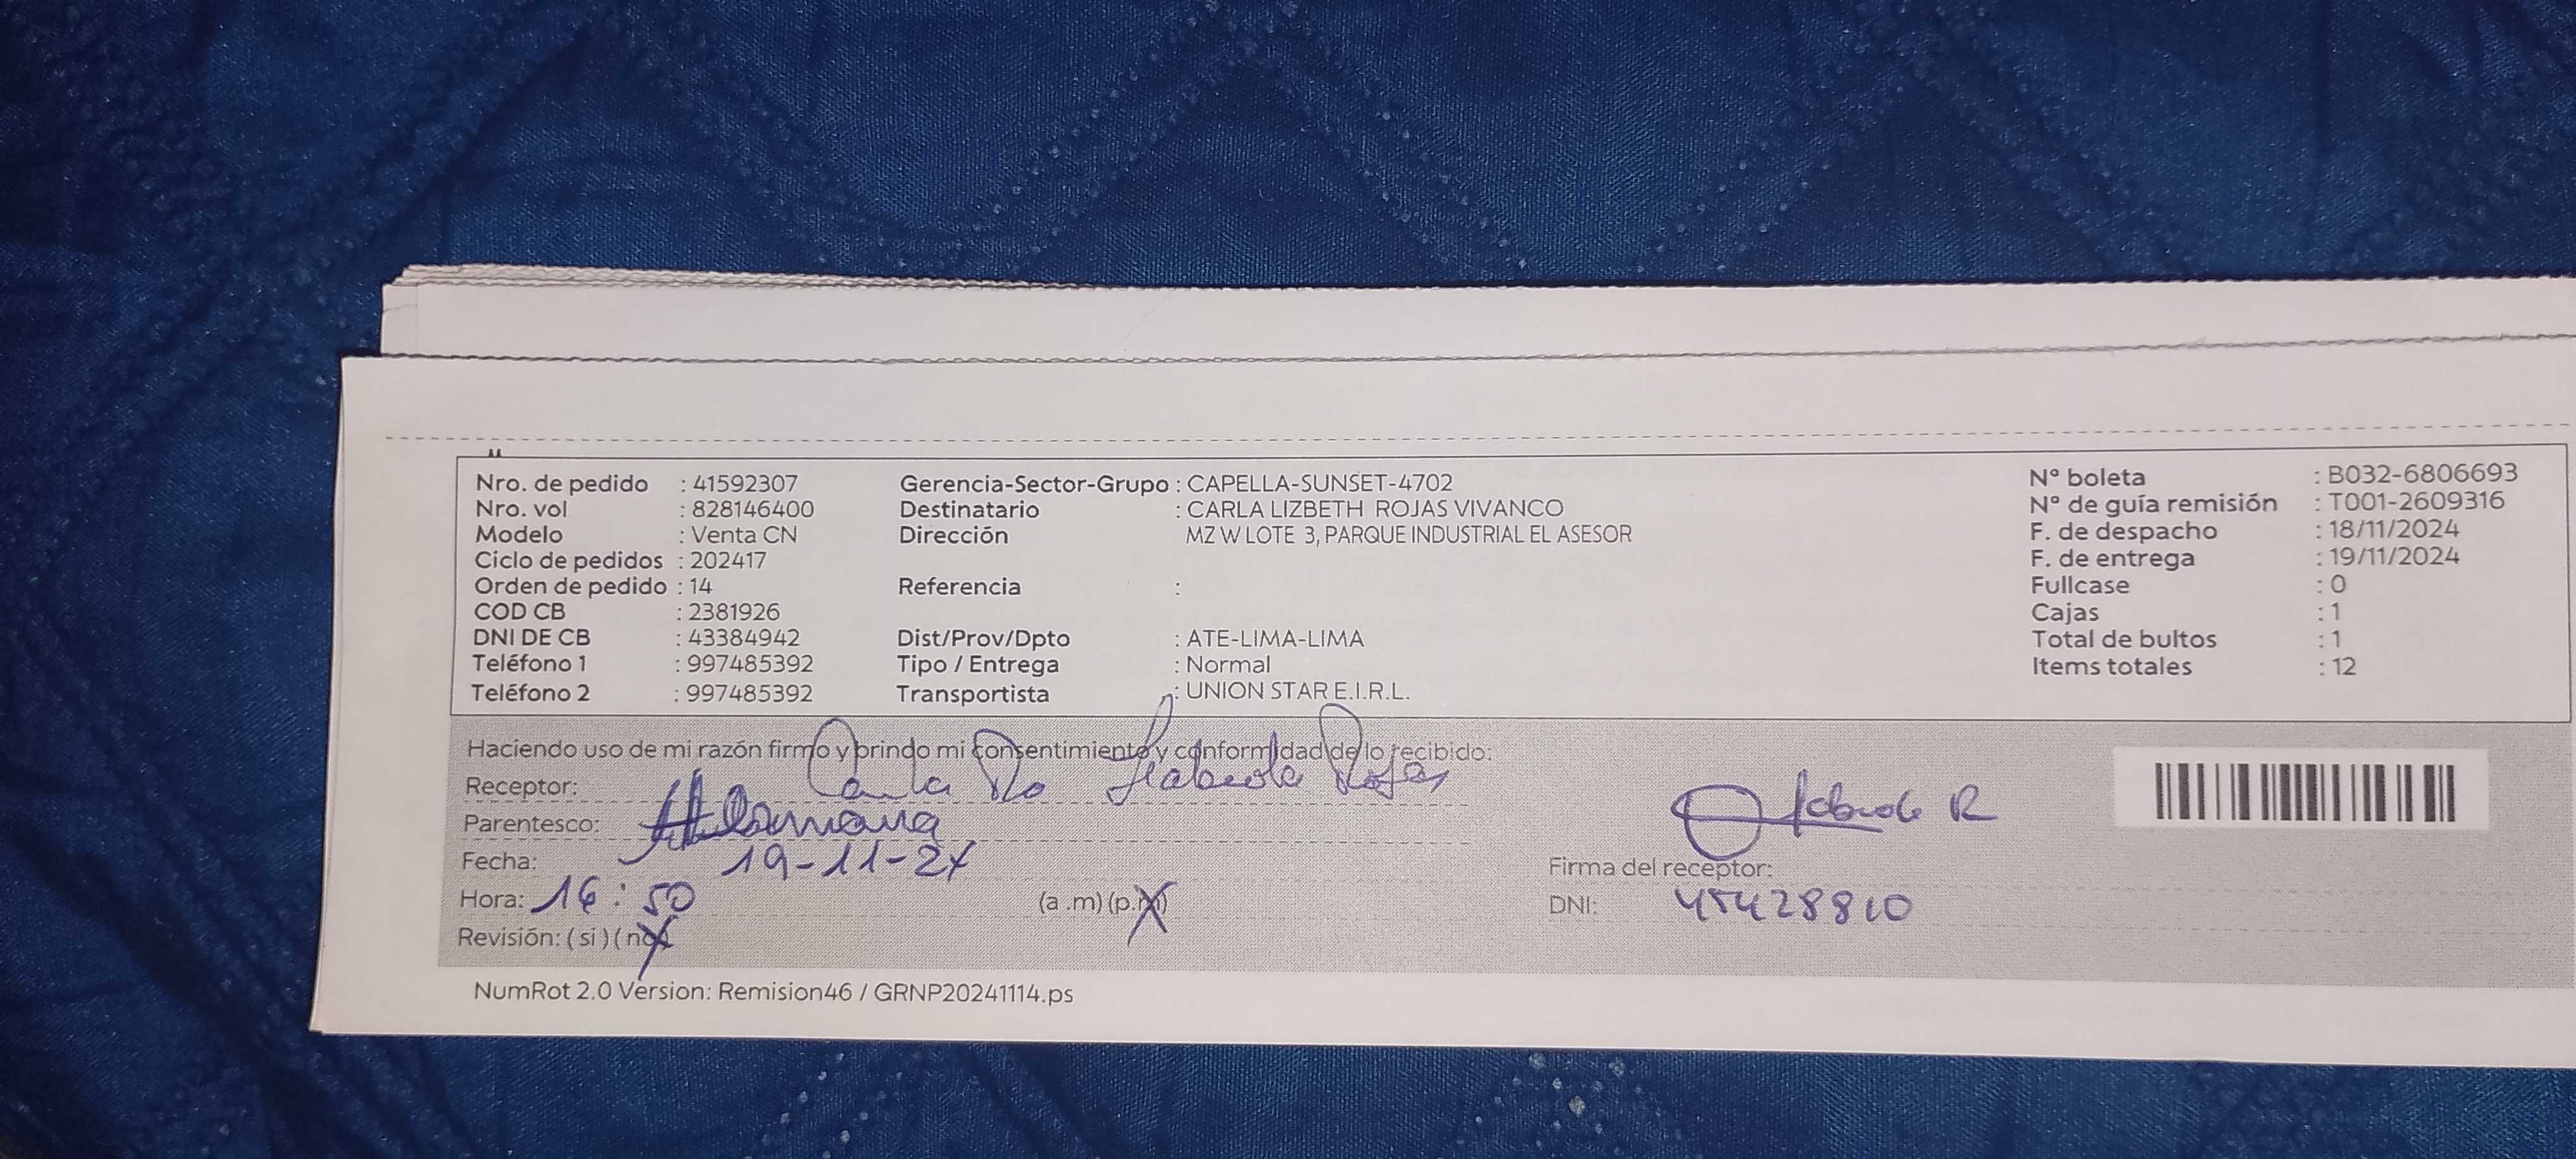 Nro. de pedido : 41592307
Nro. vol : 828146400
Modelo : Venta CN
Ciclo de pedidos : 202417
Orden de pedido : 14
COD CB : 2381926
DNI DE CB : 43384942
Teléfono 1 : 997485392
Teléfono 2 : 997485392
Gerencia-Sector-Grupo : CAPELLA-SUNSET-4702
Destinatario : CARLA LIZBETH ROJAS VIVANCO
Dirección MZ W LOTE 3, PARQUE INDUSTRIAL EL ASESOR
Referencia :
Dist/Prov/Dpto : ATE-LIMA-LIMA
Tipo / Entrega : Normal
Transportista : UNION STAR E.I.R.L.
N° boleta : B032-6806693
N° de guía remisión : T001-2609316
F. de despacho : 18/11/2024
F. de entrega : 19/11/2024
Fullcase : 0
Cajas : 1
Total de bultos : 1
Items totales : 12
Haciendo uso de mi razón firmo y brindo mi consentimiento y conformidad de lo recibido:
Receptor: Rojas
Parentesco:
Fecha: 19-11-24
Hora: 16:50 (a .m) (p.m)
Revisión: ( si ) ( no)
Firma del receptor:
DNI: 45428810
NumRot 2.0 Version: Remision46 / GRNP20241114.ps